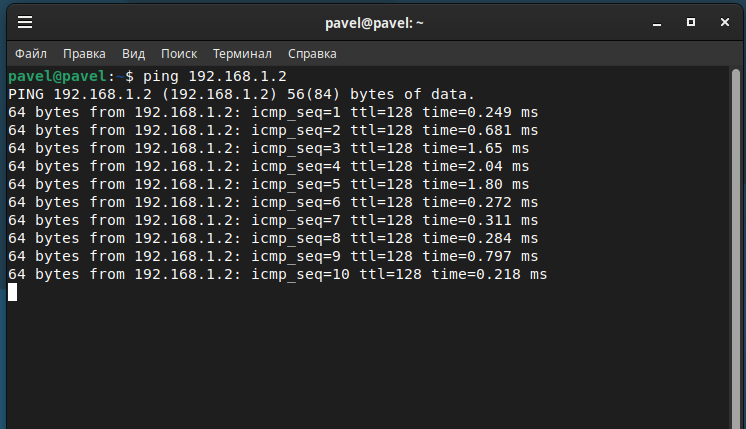 pavel@pavel: ~
Файл Правка Вид Поиск Терминал Справка
pavel@pavel:~$ ping 192.168.1.2
PING 192.168.1.2 (192.168.1.2) 56(84) bytes of data.
64 bytes from 192.168.1.2: icmp_seq=1 ttl=128 time=0.249 ms
64 bytes from 192.168.1.2: icmp_seq=2 ttl=128 time=0.681 ms
64 bytes from 192.168.1.2: icmp_seq=3 ttl=128 time=1.65 ms
64 bytes from 192.168.1.2: icmp_seq=4 ttl=128 time=2.04 ms
64 bytes from 192.168.1.2: icmp_seq=5 ttl=128 time=1.80 ms
64 bytes from 192.168.1.2: icmp_seq=6 ttl=128 time=0.272 ms
64 bytes from 192.168.1.2: icmp_seq=7 ttl=128 time=0.311 ms
64 bytes from 192.168.1.2: icmp_seq=8 ttl=128 time=0.284 ms
64 bytes from 192.168.1.2: icmp_seq=9 ttl=128 time=0.797 ms
64 bytes from 192.168.1.2: icmp_seq=10 ttl=128 time=0.218 ms